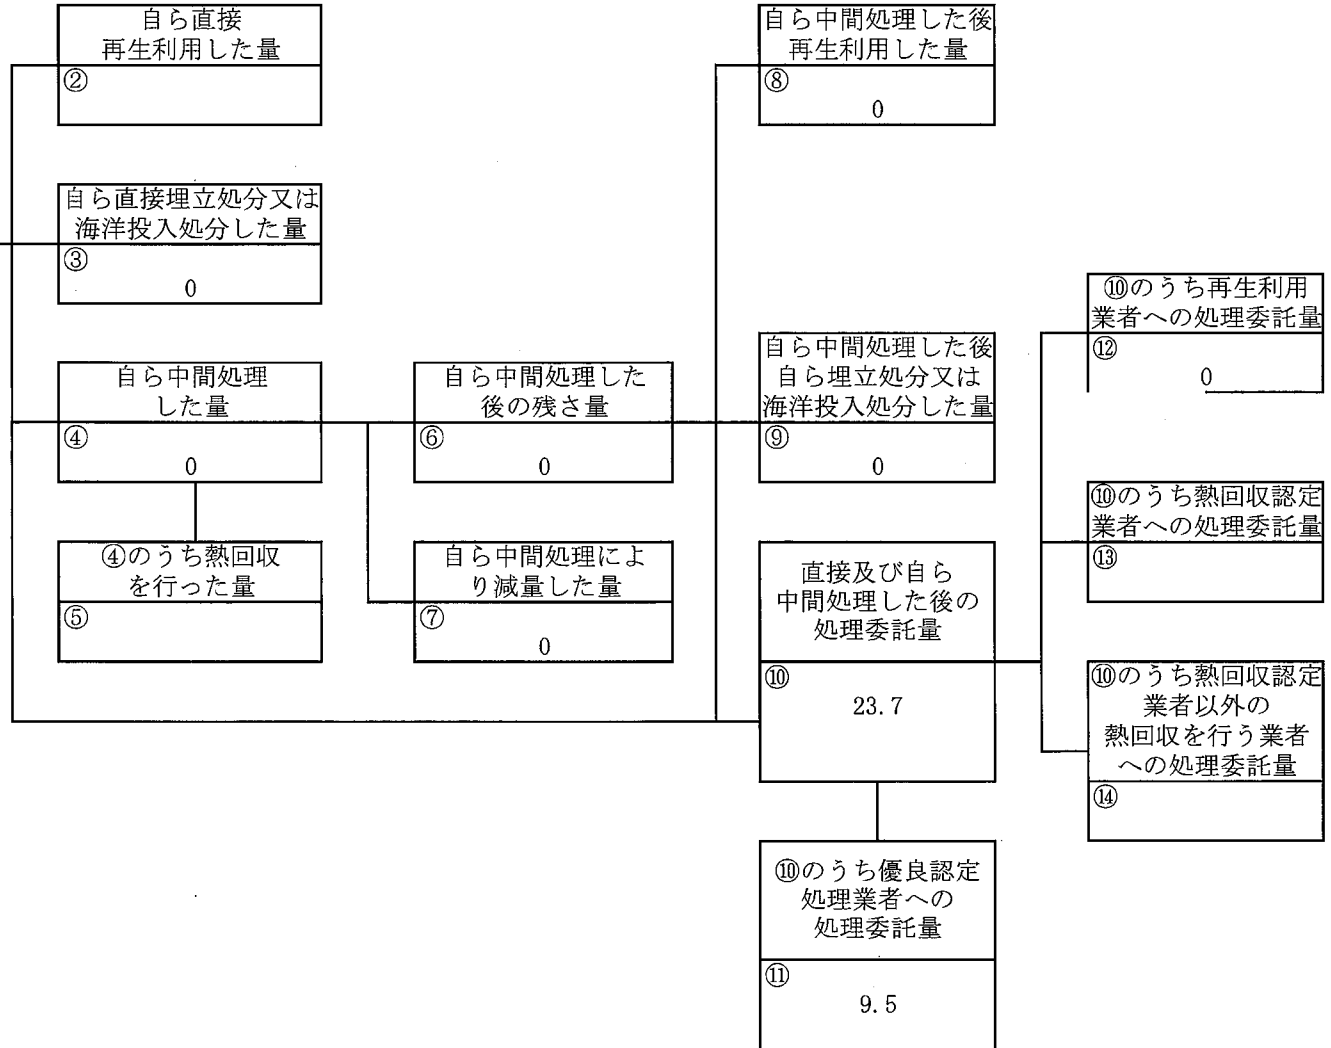 自ら直接
再生利用した量
②
自ら直接埋立処分又は
海洋投入処分した量
③
0
自ら中間処理
した量
④
0
④のうち熱回収
を行った量
⑤
自ら中間処理した
後の残さ量
⑥
0
自ら中間処理によ
り減量した量
⑦
0
自ら中間処理した後
再生利用した量
⑧
0
自ら中間処理した後
自ら埋立処分又は
海洋投入処分した量
⑨
0
直接及び自ら
中間処理した後の
処理委託量
⑩
23.7
⑩のうち優良認定
処理業者への
処理委託量
⑪
9.5
⑩のうち再生利用
業者への処理委託量
⑫
0
⑩のうち熱回収認定
業者への処理委託量
⑬
⑩のうち熱回収認定
業者以外の
熱回収を行う業者
への処理委託量
⑭